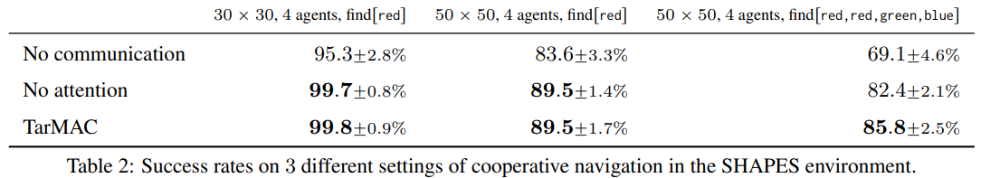 30 × 30, 4 agents, find[red] 50 × 50, 4 agents, find[red] 50 × 50, 4 agents, find[red,red,green,blue]
No communication 95.3±2.8% 83.6±3.3% 69.1±4.6%
No attention 99.7±0.8% 89.5±1.4% 82.4±2.1%
TarMAC 99.8±0.9% 89.5±1.7% 85.8±2.5%
Table 2: Success rates on 3 different settings of cooperative navigation in the SHAPES environment.